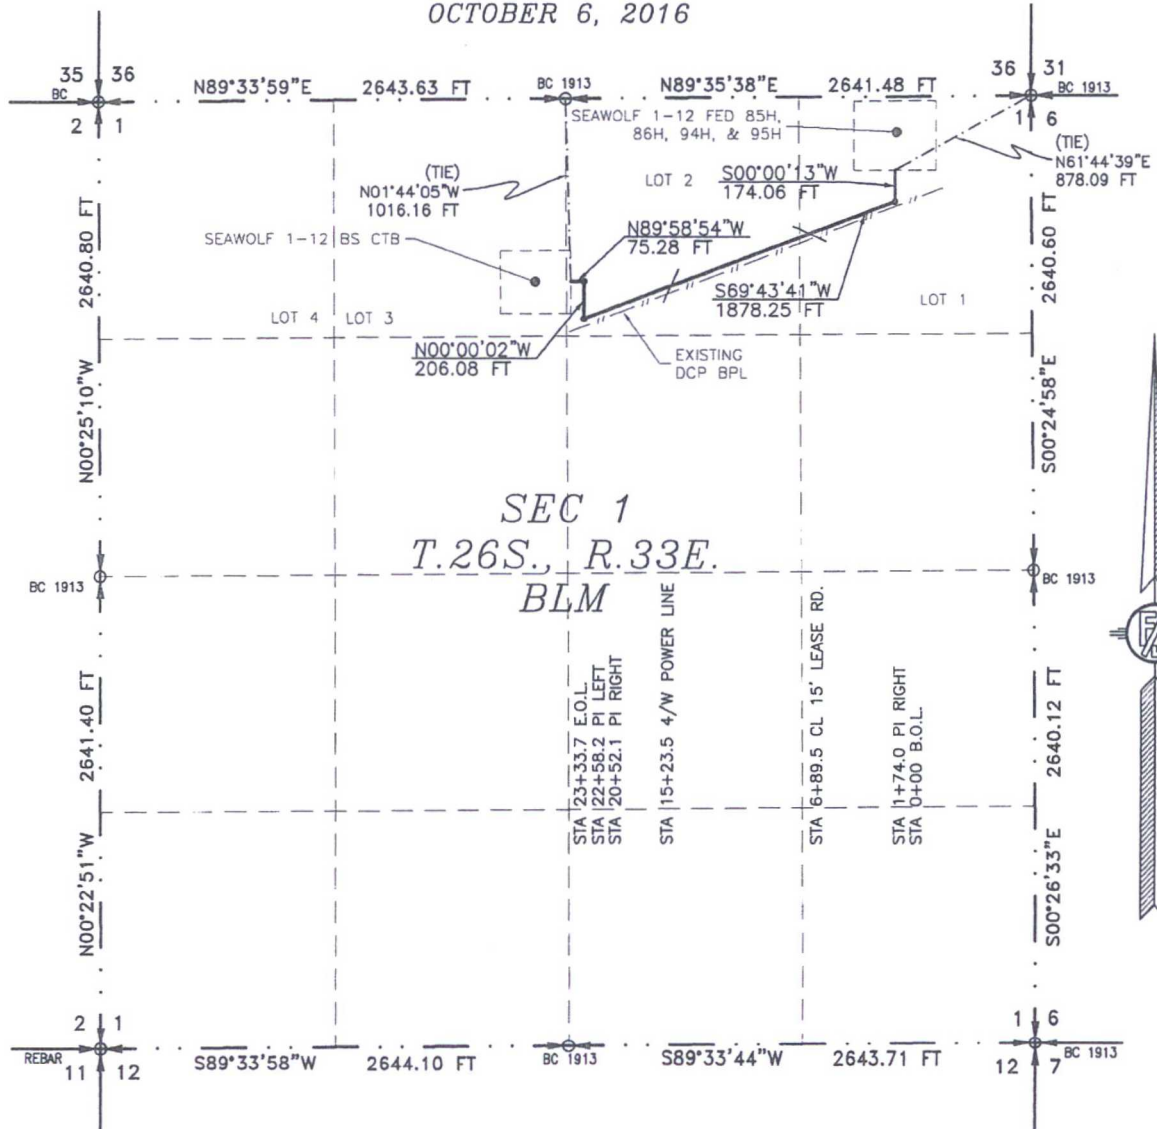 OCTOBER 6, 2016
35 36
BC
2 1
N89°33'59"E 2643.63 FT
BC 1913
N89°35'38"E 2641.48 FT
36 31
BC 1913
1 6
SEAWOLF 1-12 FED 85H,
86H, 94H, & 95H
(TIE)
N61°44'39"E
878.09 FT
(TIE)
N01°44'05"W
1016.16 FT
LOT 2
S00°00'13"W
174.06 FT
2640.80 FT
SEAWOLF 1-12 BS CTB
N89°58'54"W
75.28 FT
2640.60 FT
S69°43'41"W
1878.25 FT
LOT 1
LOT 4
LOT 3
N00°00'02"W
206.08 FT
EXISTING
DCP BPL
N00°25'10"W
S00°24'58"E
SEC 1
T.26S., R.33E.
BLM
BC 1913
BC 1913
STA 23+33.7 E.O.L.
STA 22+58.2 PI LEFT
STA 20+52.1 PI RIGHT
STA 15+23.5 4/W POWER LINE
STA 6+89.5 CL 15' LEASE RD.
STA 1+74.0 PI RIGHT
STA 0+00 B.O.L.
2641.40 FT
2640.12 FT
N00°22'51"W
S00°26'33"E
2 1
REBAR
11 12
S89°33'58"W 2644.10 FT
BC 1913
S89°33'44"W 2643.71 FT
1 6
BC 1913
12 7